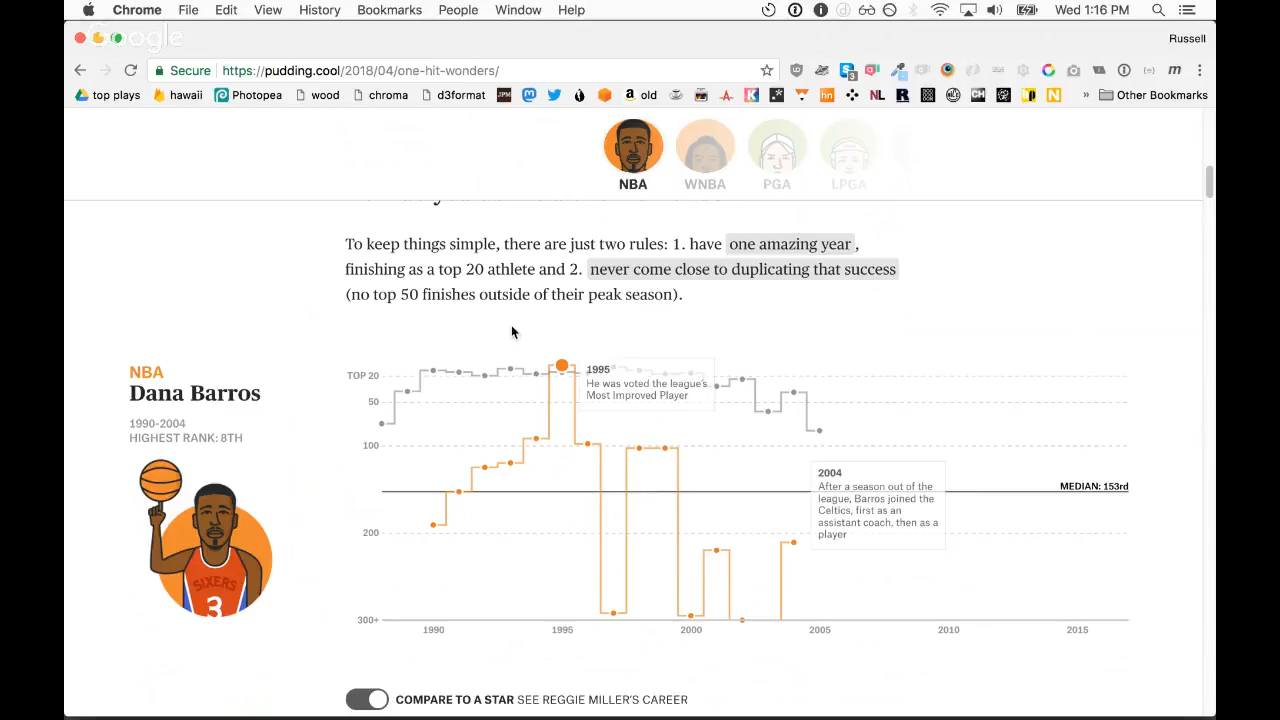 Chrome File Edit View History Bookmarks People Window Help Wed 1:16 PM
Google
Russell
Secure https://pudding.cool/2018/04/one-hit-wonders/
top plays hawaii Photopea wood chroma d3format old Other Bookmarks
NBA WNBA PGA LPGA
To keep things simple, there are just two rules: 1. have one amazing year,
finishing as a top 20 athlete and 2. never come close to duplicating that success
(no top 50 finishes outside of their peak season).
NBA
Dana Barros
1990-2004
HIGHEST RANK: 8TH
SIXERS
3
TOP 20
50
100
200
300+
1995
He was voted the league's
Most Improved Player
2004
After a season out of the
league, Barros joined the
Celtics, first as an
assistant coach, then as a
player
MEDIAN: 153rd
1990 1995 2000 2005 2010 2015
COMPARE TO A STAR SEE REGGIE MILLER'S CAREER